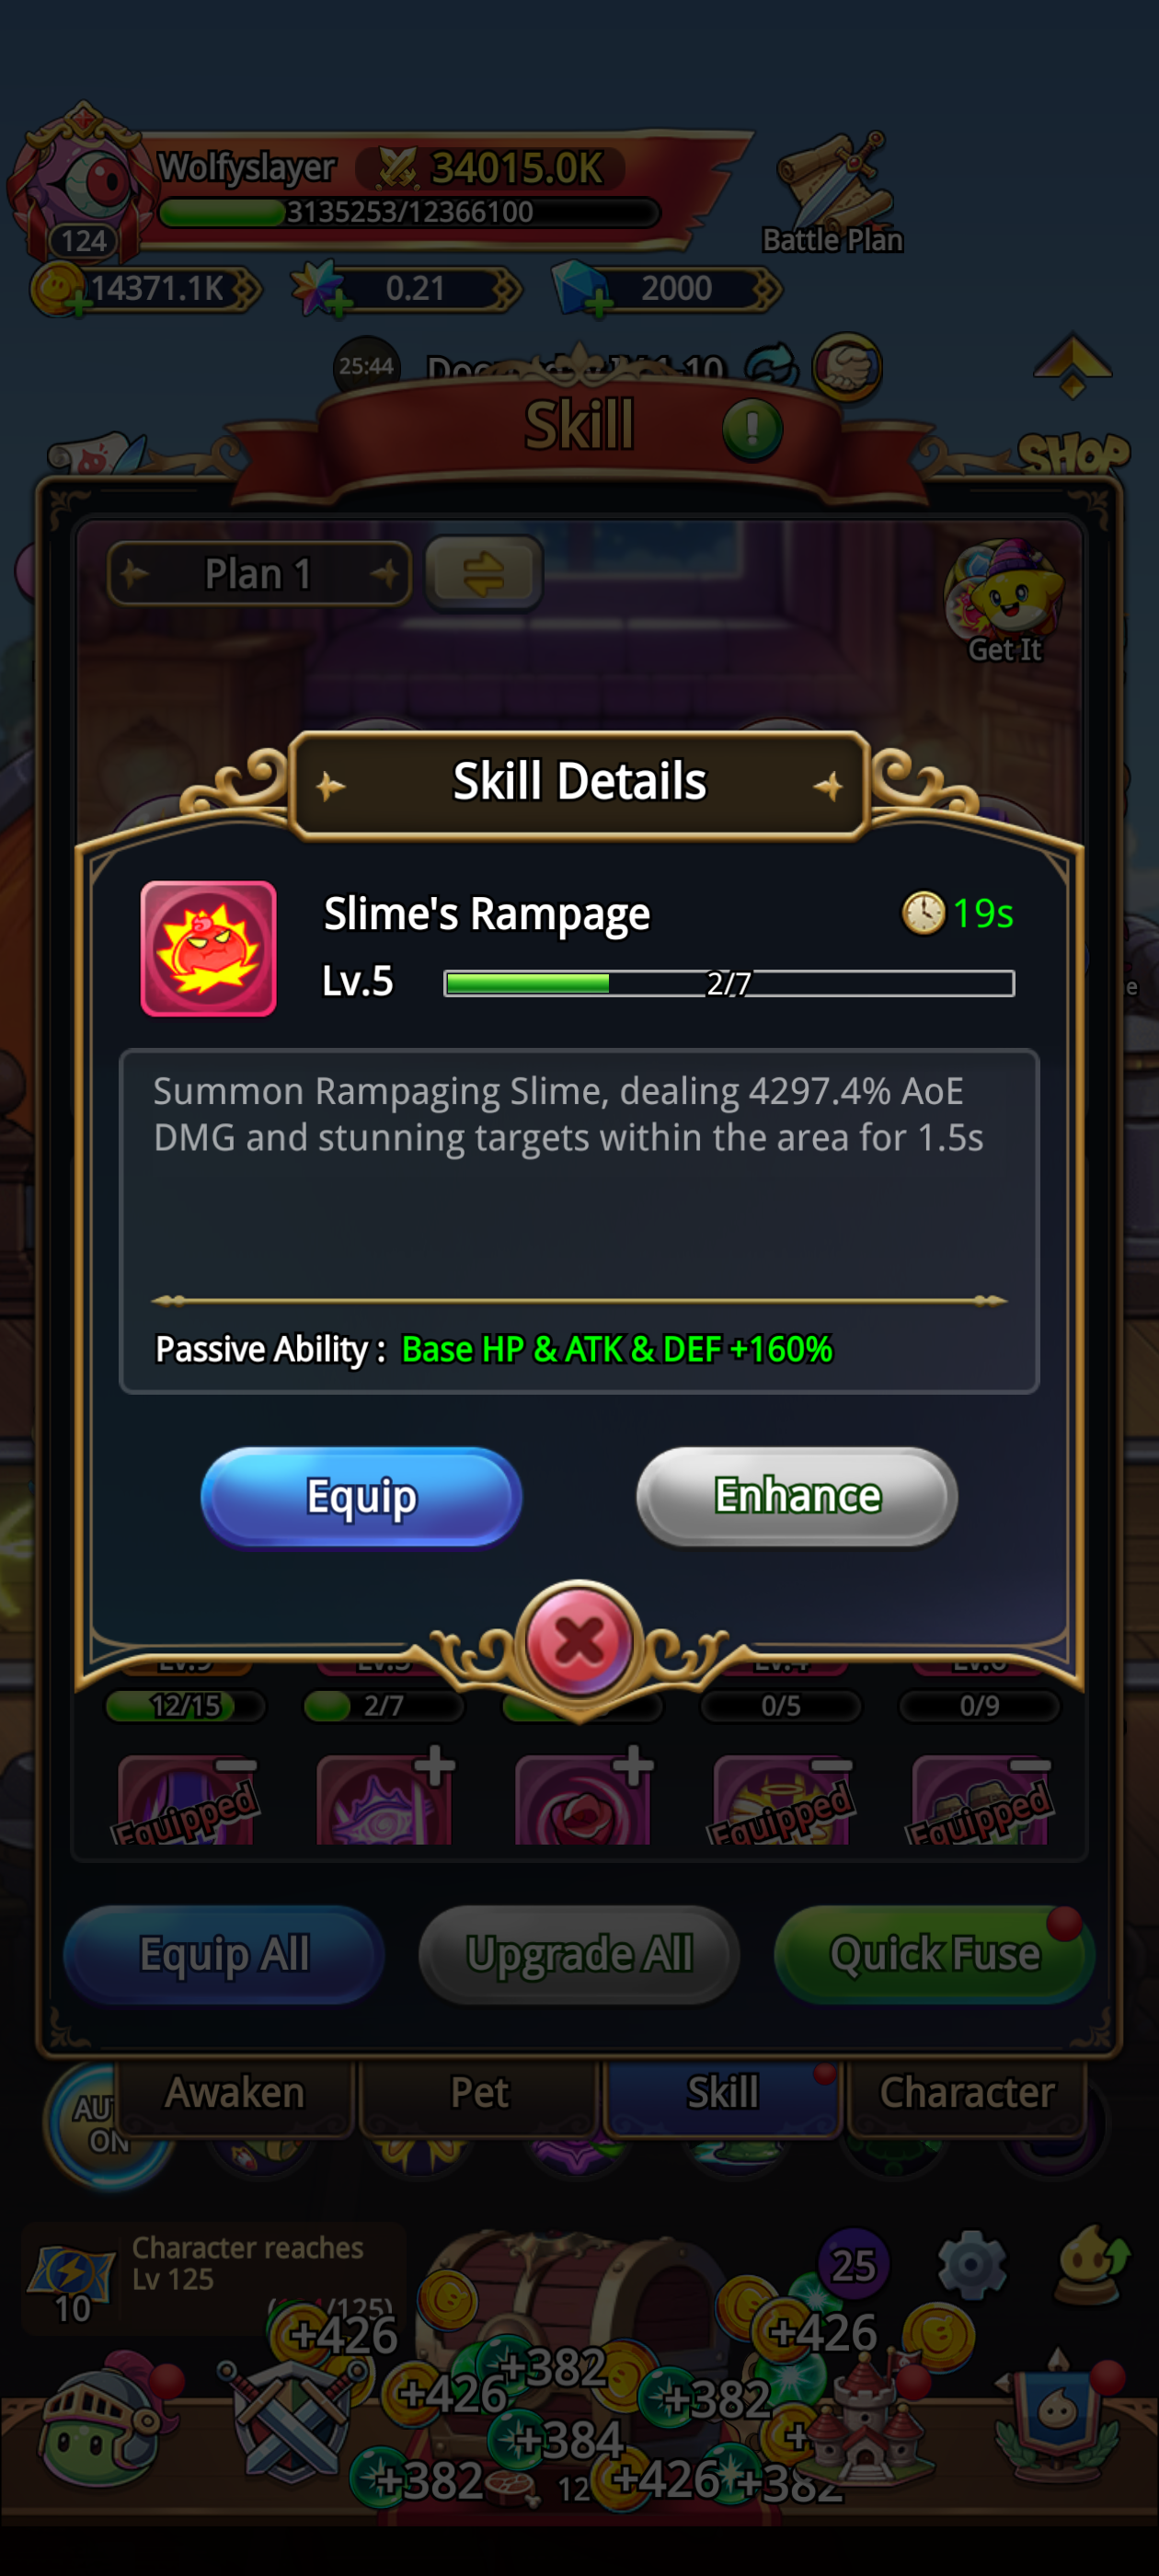 Wolfyslayer
34015.0K
3135253/12366100
124
Battle Plan
14371.1K
0.21
2000
25:44
Skill
SHOP
Plan 1
Get It
Skill Details
Slime's Rampage
19s
Lv.5
2/7
Summon Rampaging Slime, dealing 4297.4% AoE
DMG and stunning targets within the area for 1.5s
Passive Ability : Base HP & ATK & DEF +160%
Equip
Enhance
12/15
2/7
0/5
0/9
Equipped
Equipped
Equipped
Equip All
Upgrade All
Quick Fuse
Awaken
Pet
Skill
Character
ON
Character reaches
Lv 125
10
25
+426
+426
+382
+426
+382
+384
+382
12
+426
+382